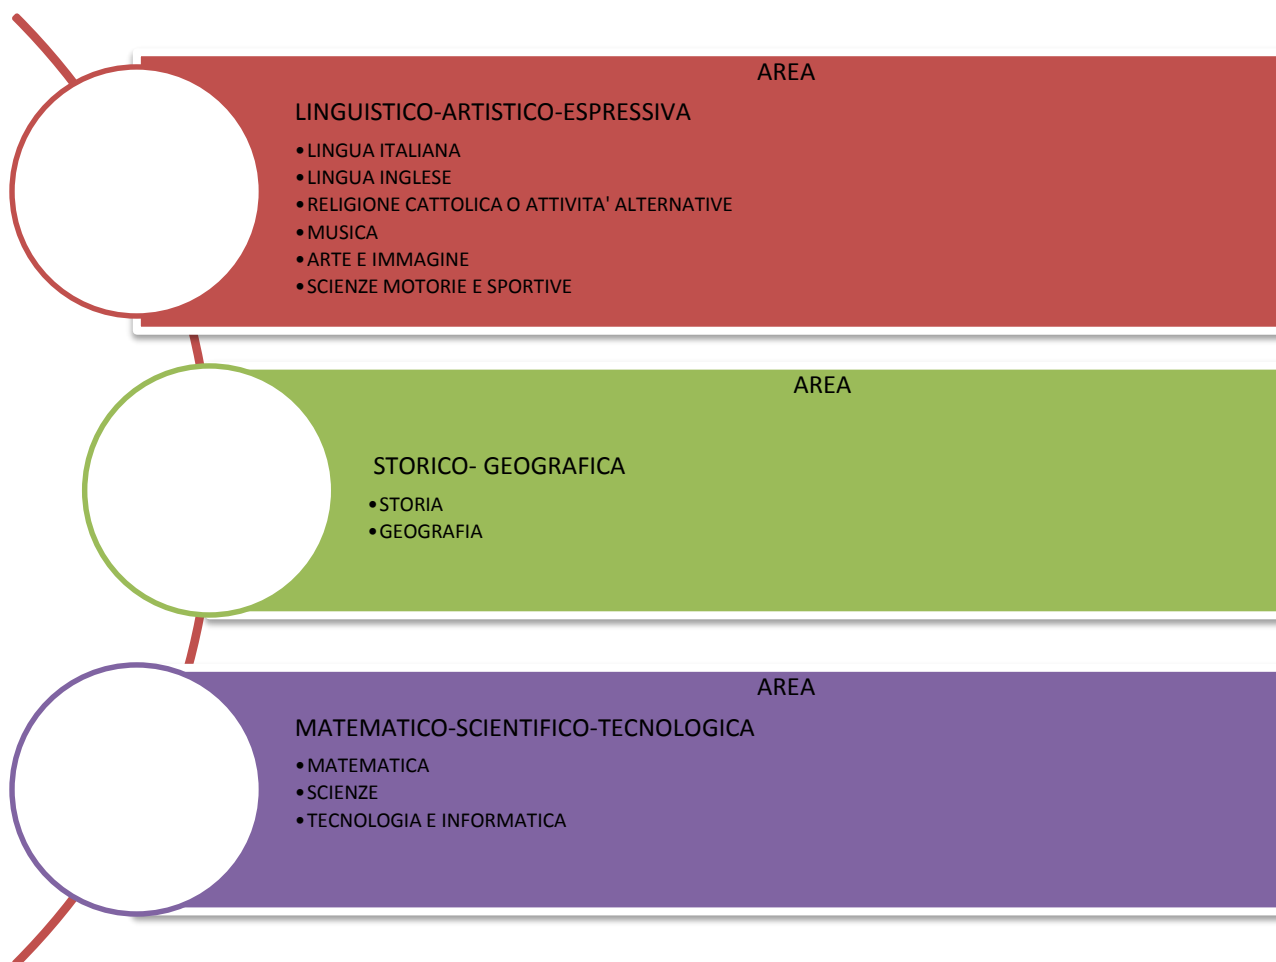 AREA
LINGUISTICO-ARTISTICO-ESPRESSIVA
•LINGUA ITALIANA
•LINGUA INGLESE
•RELIGIONE CATTOLICA O ATTIVITA' ALTERNATIVE
•MUSICA
•ARTE E IMMAGINE
•SCIENZE MOTORIE E SPORTIVE
AREA
STORICO- GEOGRAFICA
•STORIA
•GEOGRAFIA
AREA
MATEMATICO-SCIENTIFICO-TECNOLOGICA
•MATEMATICA
•SCIENZE
•TECNOLOGIA E INFORMATICA